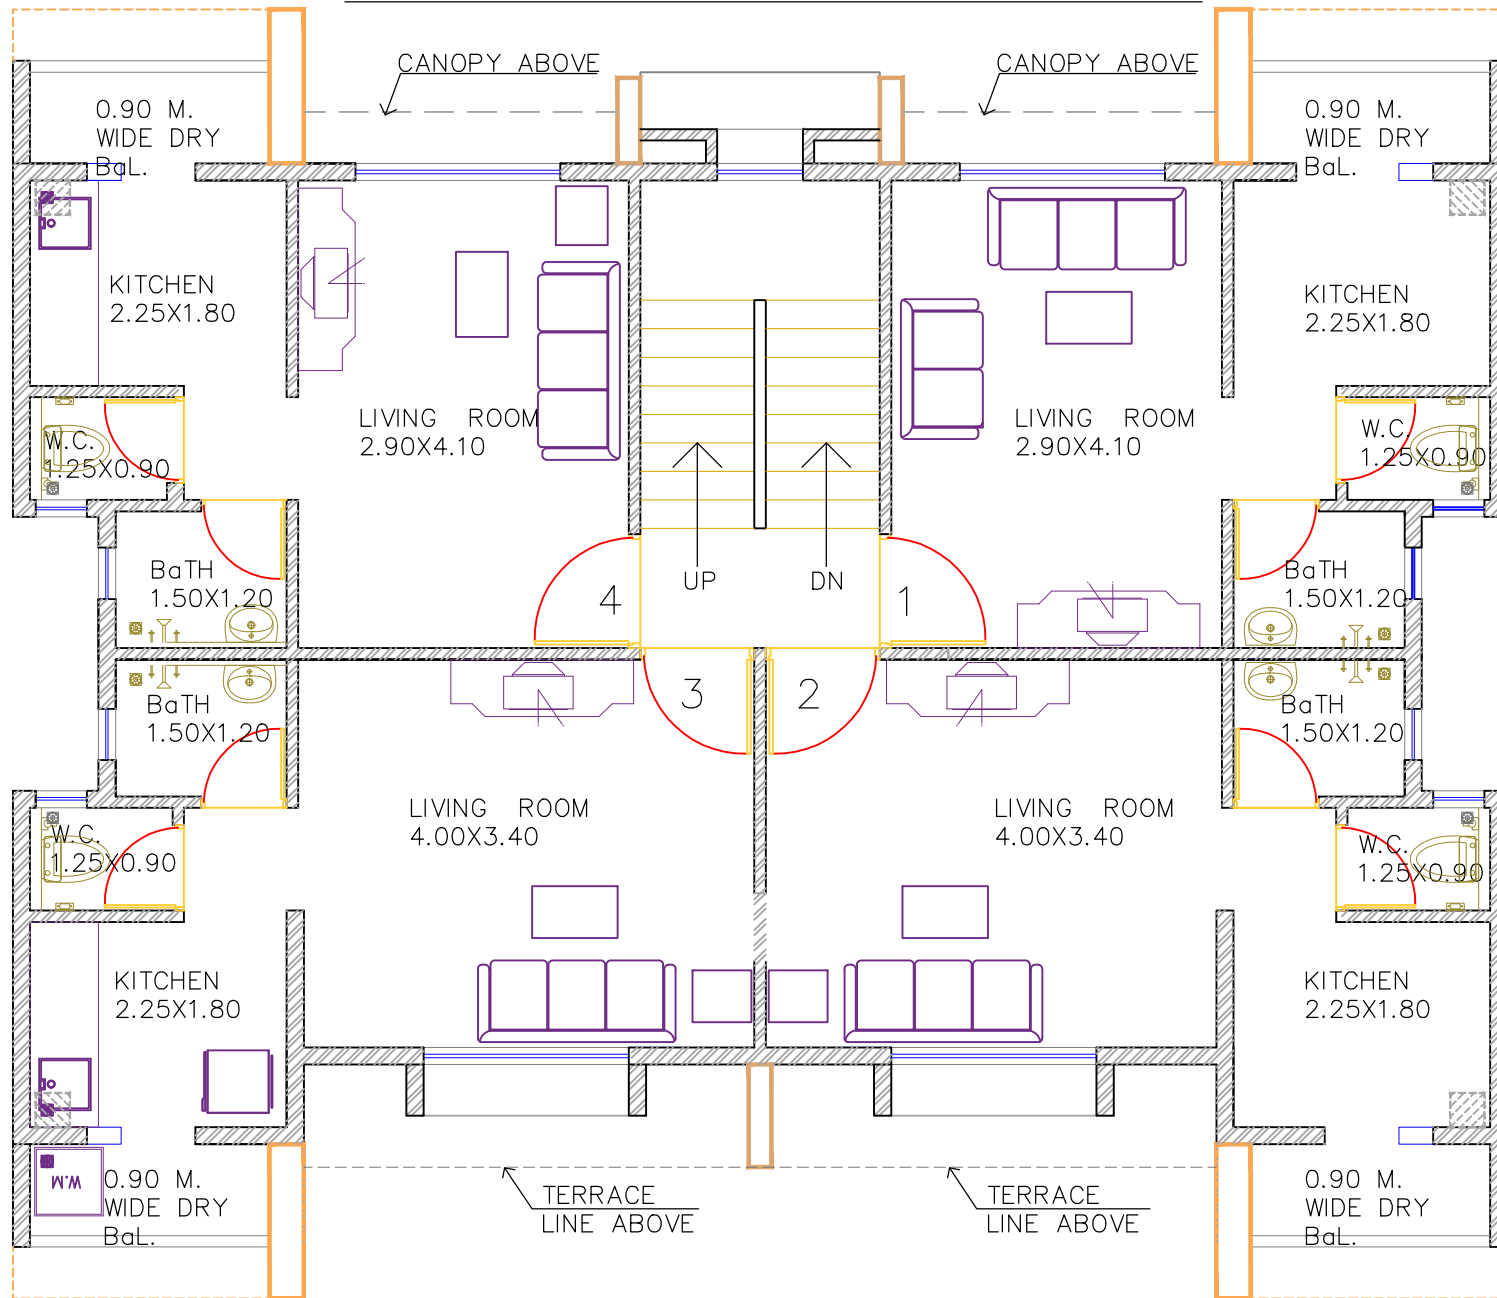 CANOPY ABOVE
CANOPY ABOVE
0.90 M.
WIDE DRY
BaL.
0.90 M.
WIDE DRY
BaL.
KITCHEN
2.25X1.80
KITCHEN
2.25X1.80
LIVING ROOM
2.90X4.10
LIVING ROOM
2.90X4.10
W.C.
1.25X0.90
W.C.
1.25X0.90
UP
DN
BaTH
1.50X1.20
4
1
BaTH
1.50X1.20
BaTH
1.50X1.20
3
2
BaTH
1.50X1.20
LIVING ROOM
4.00X3.40
LIVING ROOM
4.00X3.40
W.C.
1.25X0.90
W.C.
1.25X0.90
KITCHEN
2.25X1.80
KITCHEN
2.25X1.80
W.M
0.90 M.
WIDE DRY
BaL.
TERRACE
LINE ABOVE
TERRACE
LINE ABOVE
0.90 M.
WIDE DRY
BaL.